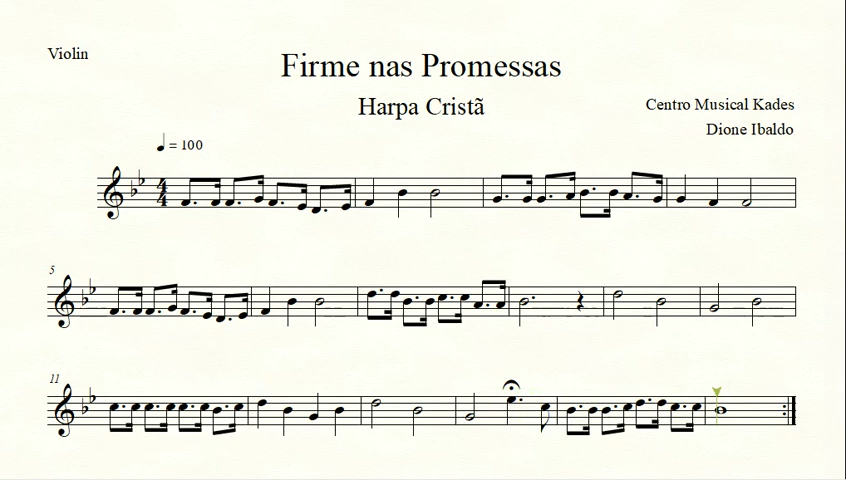 Violin
Firme nas Promessas
Harpa Cristã
Centro Musical Kades
Dione Ibaldo
= 100
4
4
5
11